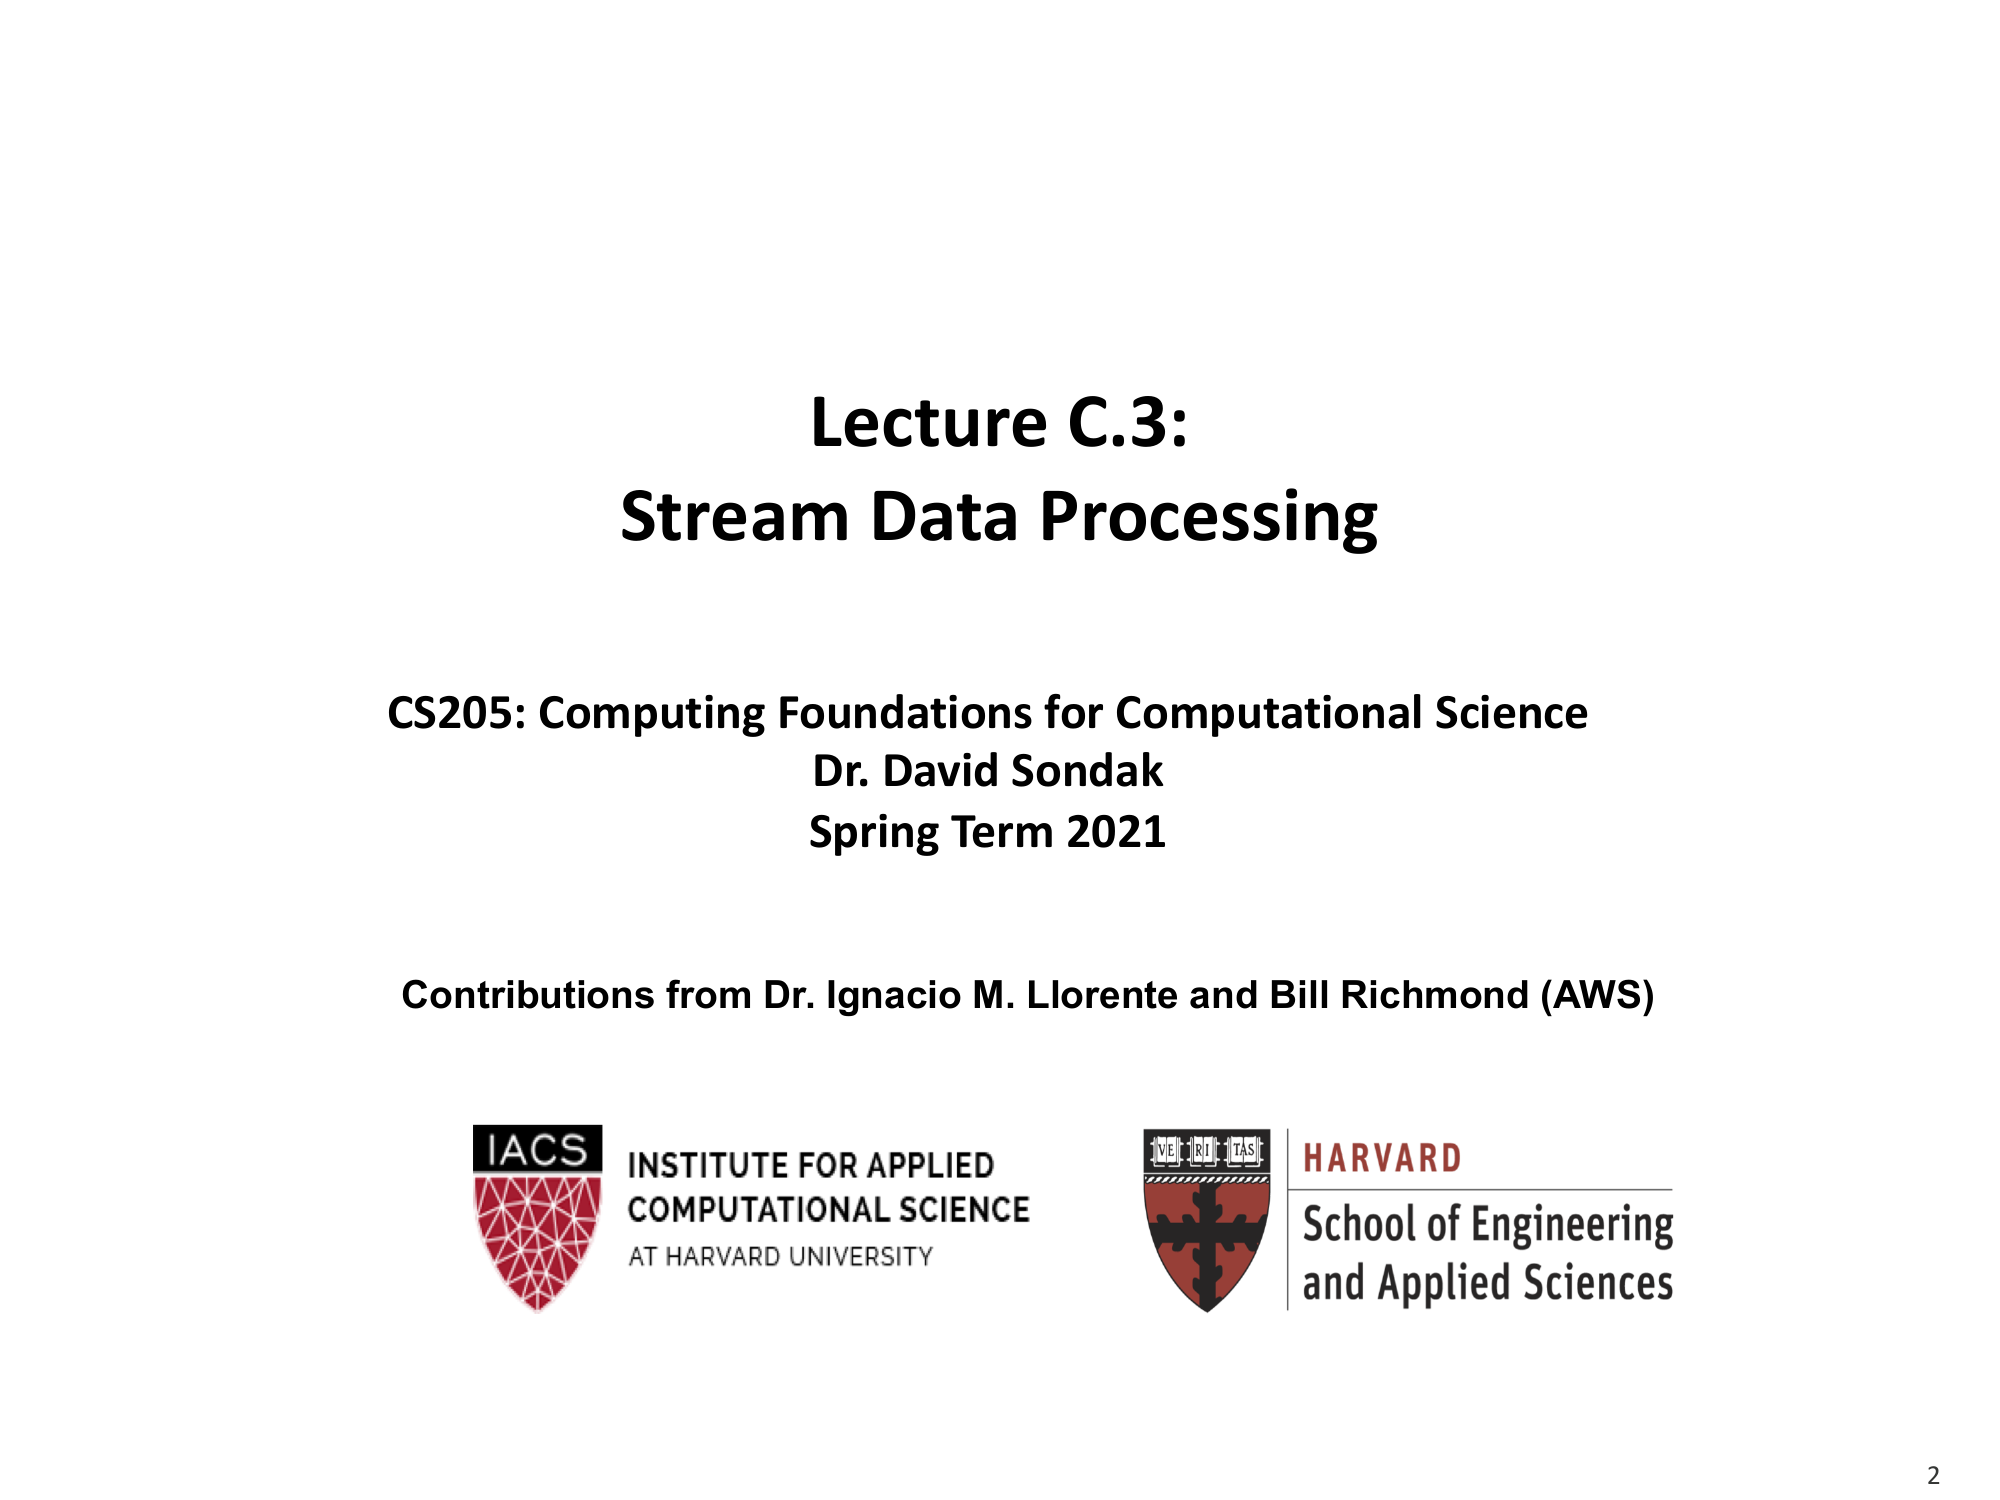 Lecture C.3:
Stream Data Processing
CS205: Computing Foundations for Computational Science
Dr. David Sondak
Spring Term 2021
Contributions from Dr. Ignacio M. Llorente and Bill Richmond (AWS)
IACS
INSTITUTE FOR APPLIED
COMPUTATIONAL SCIENCE
AT HARVARD UNIVERSITY
VE RI TAS
HARVARD
School of Engineering
and Applied Sciences
2